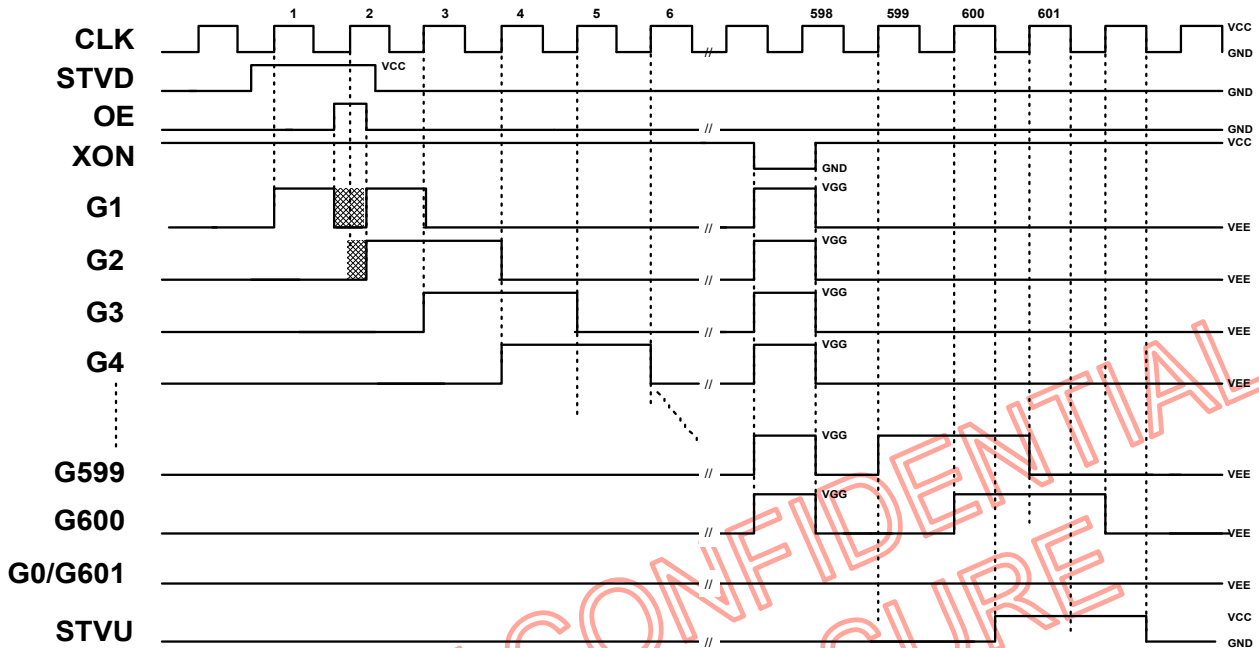 1 2 3 4 5 6 598 599 600 601
CLK // VCC
GND
STVD VCC GND
OE // GND
XON GND VCC
G1 // VGG VEE
G2 // VGG VEE
G3 // VGG VEE
G4 // VGG VEE
G599 // VGG VEE
G600 // VGG VEE
G0/G601 // VEE
STVU // VCC
GND
CONFIDENTIAL